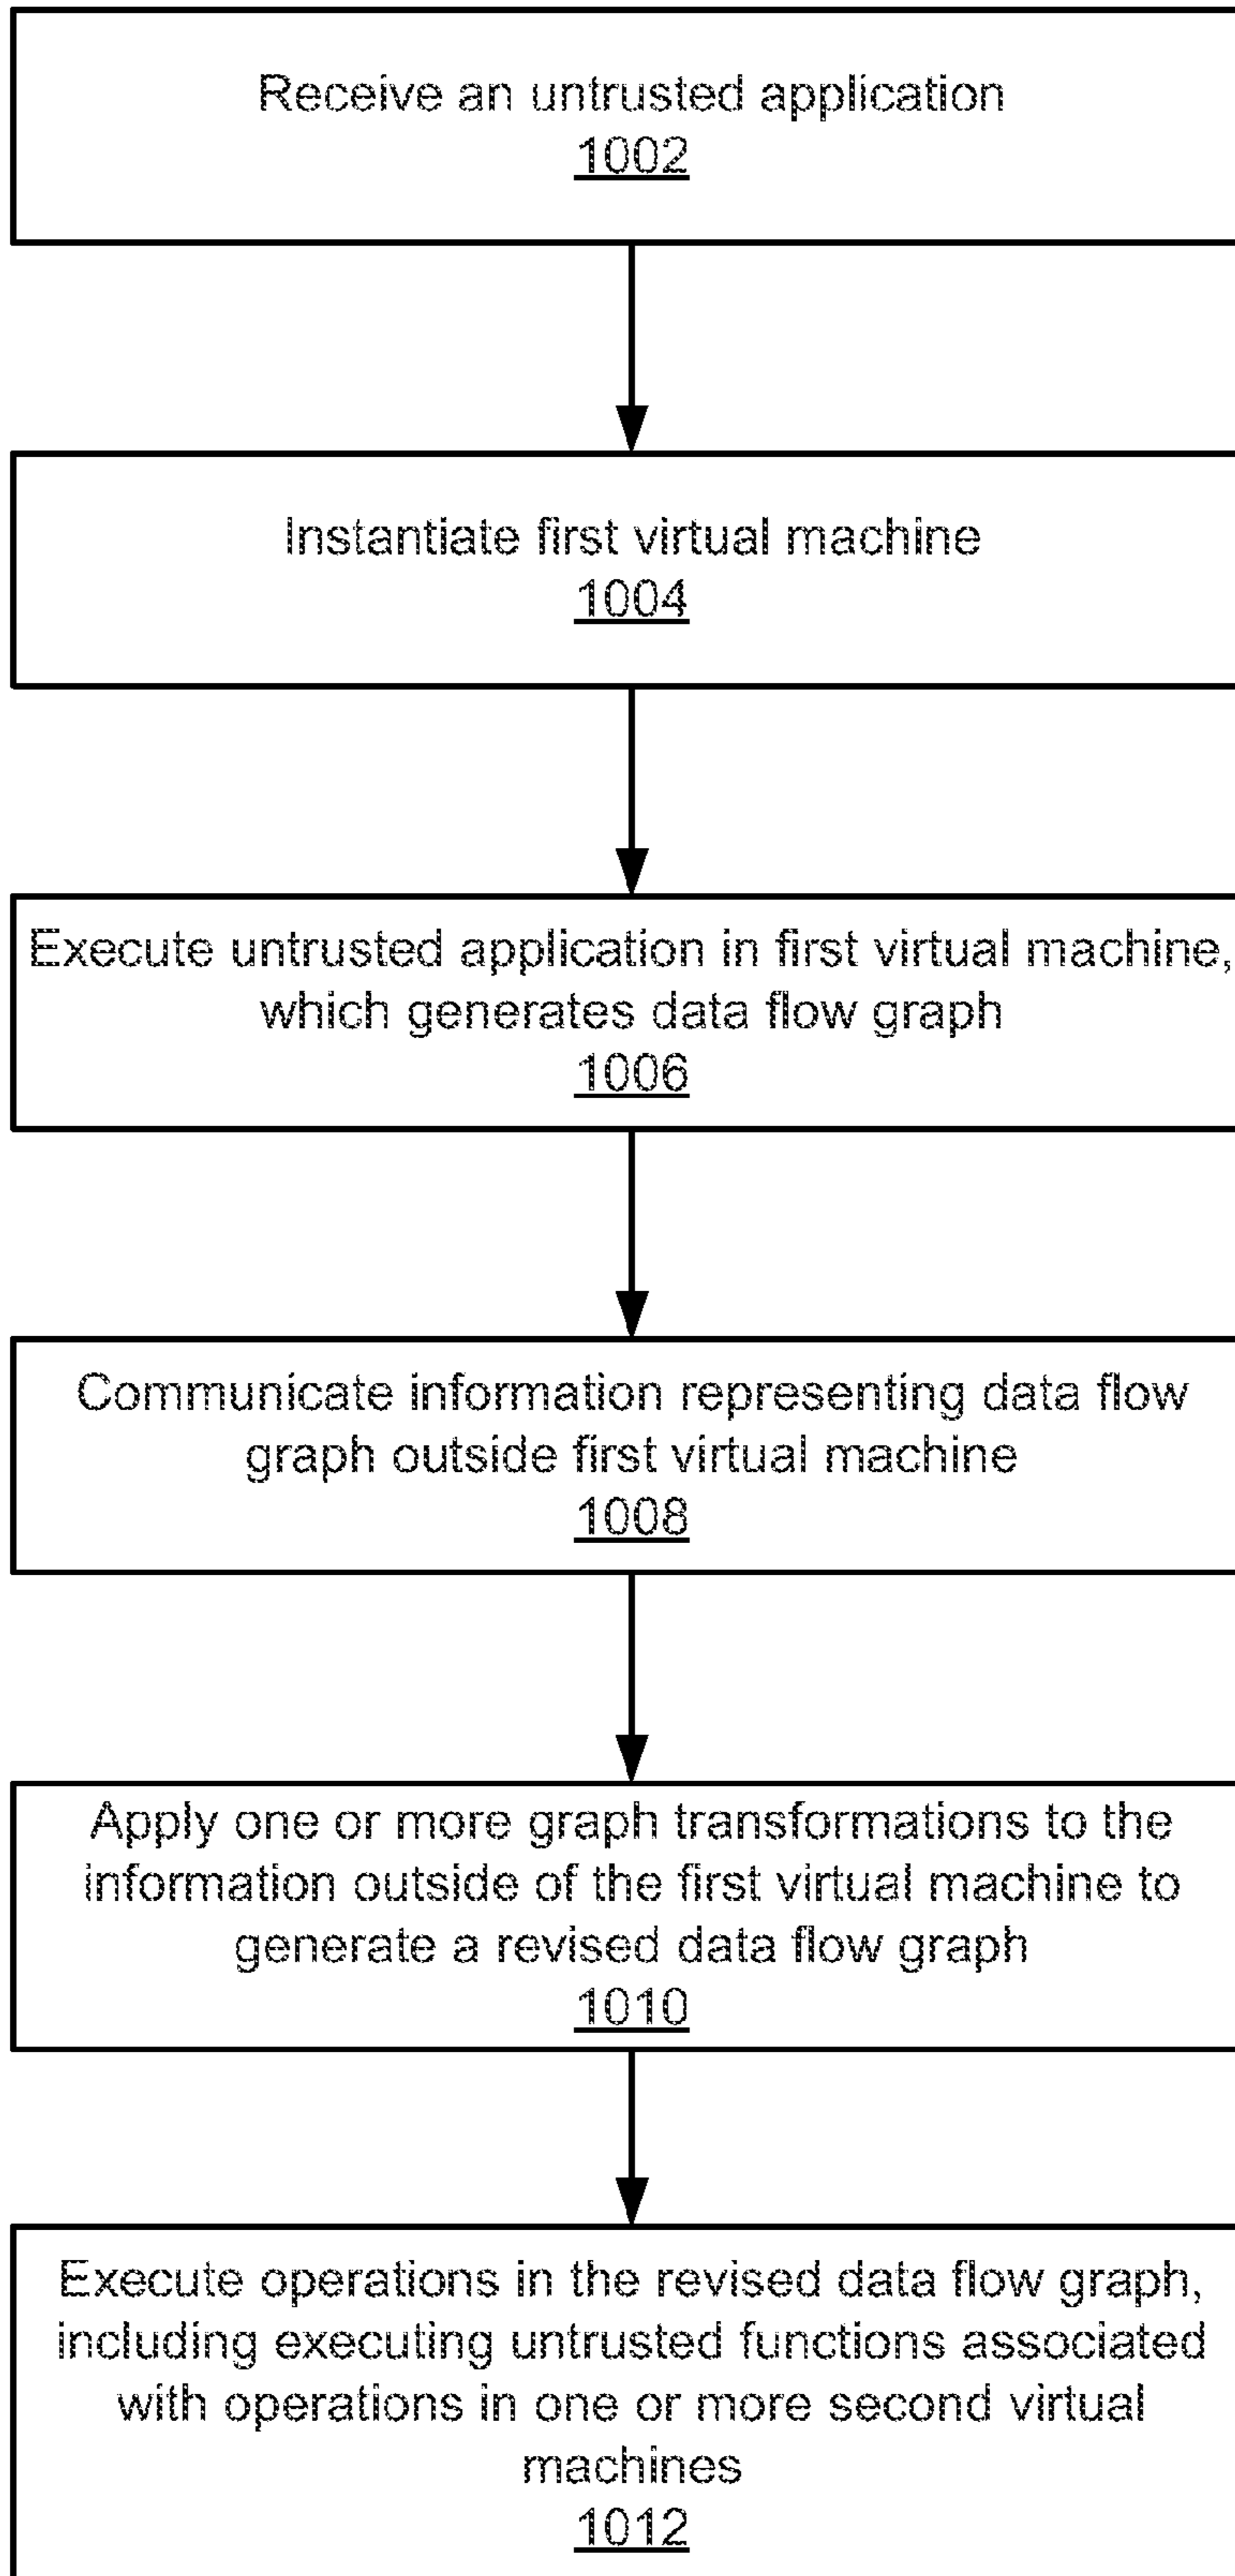 Receive an untrusted application
1002
Instantiate first virtual machine
1004
Execute untrusted application in first virtual machine,
which generates data flow graph
1006
Communicate information representing data flow
graph outside first virtual machine
1008
Apply one or more graph transformations to the
information outside of the first virtual machine to
generate a revised data flow graph
1010
Execute operations in the revised data flow graph,
including executing untrusted functions associated
with operations in one or more second virtual
machines
1012